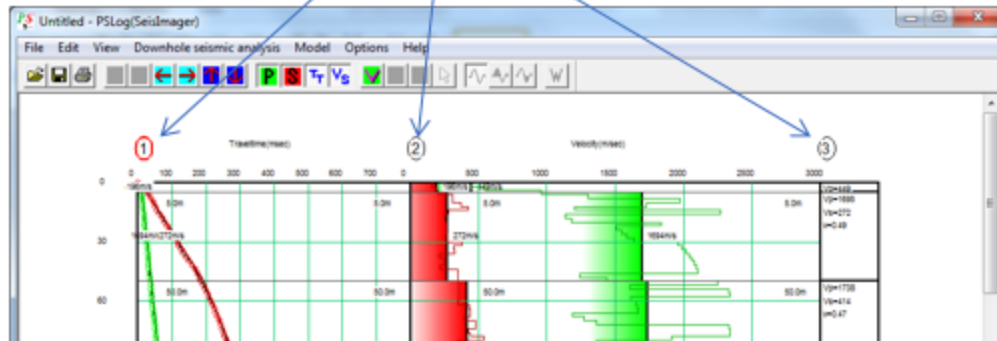 Untitled - PSLog(SeisImager)
File Edit View Downhole seismic analysis Model Options Help
P S TT VS W
1 2 3
Traveltime(msec) Velocity(m/sec)
0 100 200 300 400 500 600 700 0 500 1000 1500 2000 2500 3000
0
Vp=1695
5.0m 5.0m 5.0m 5.0m
Vs=272
30 272m/s 1694m/s
50.0m 50.0m 50.0m 50.0m
Vp=1738
60
Vs=414